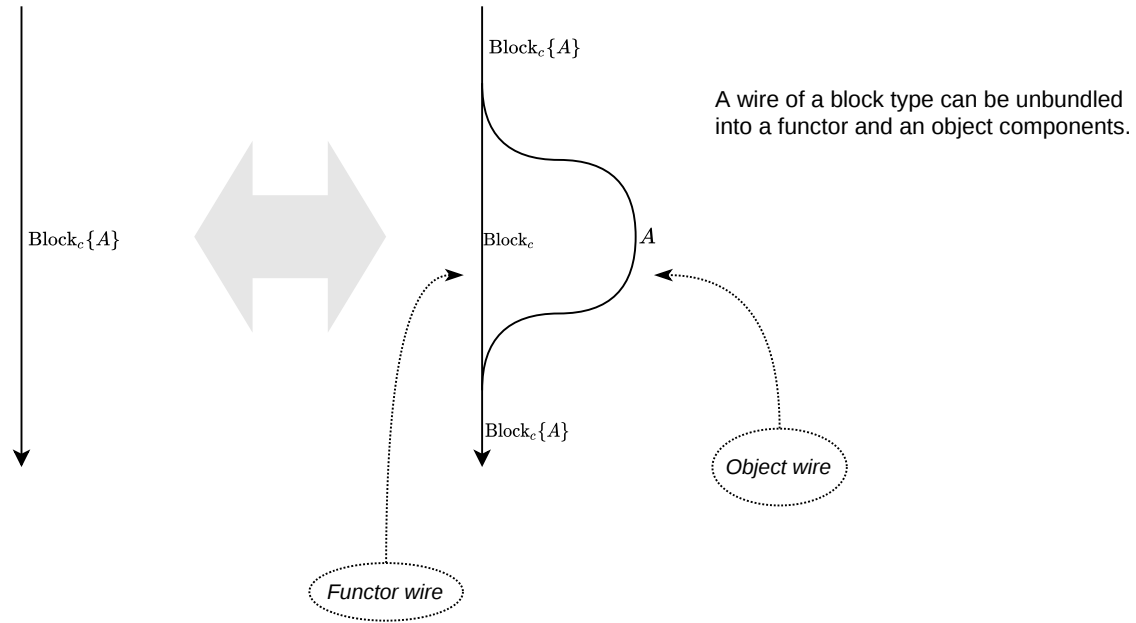 Block_c{A}
A wire of a block type can be unbundled
into a functor and an object components.
Block_c{A}
Block_c
A
Block_c{A}
Object wire
Functor wire